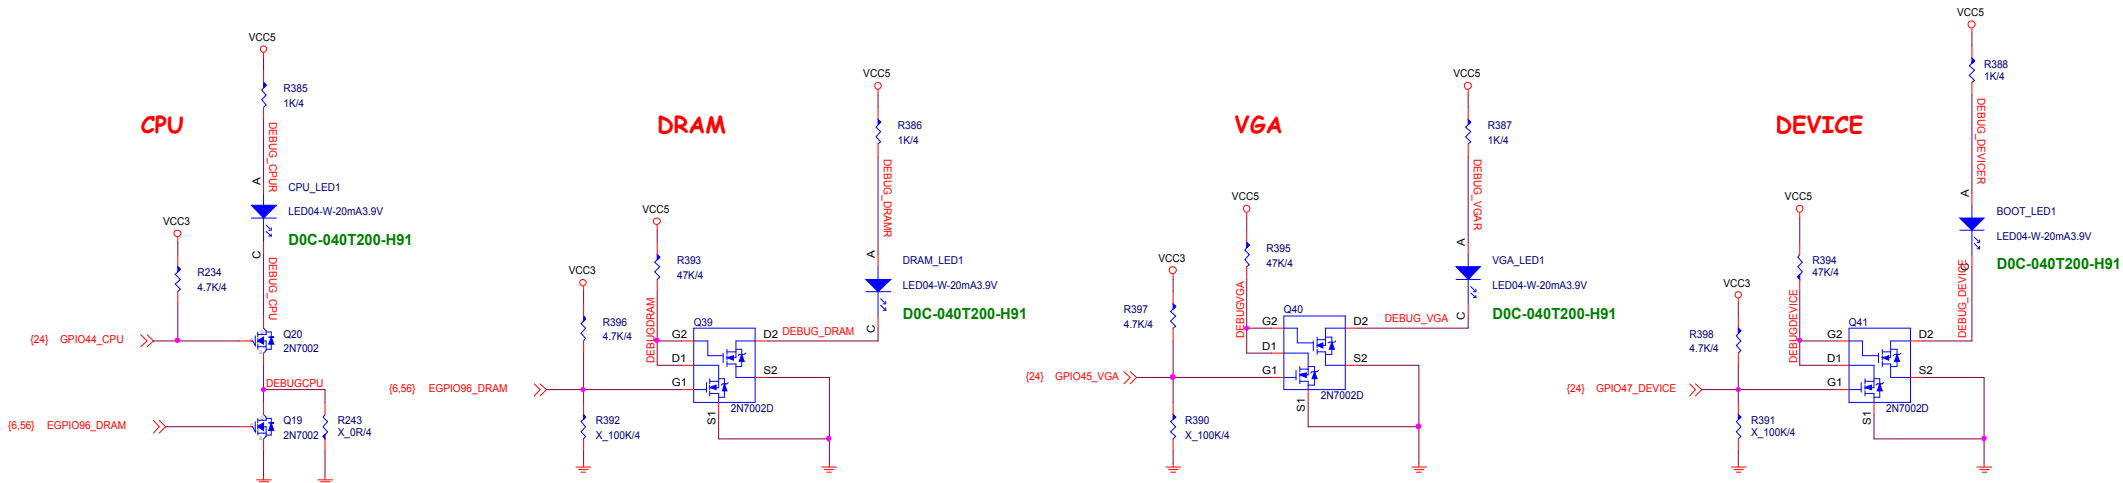 CPU
VCC5
R385
1K/4
DEBUG_CPUR
A
CPU_LED1
LED04-W-20mA3.9V
D0C-040T200-H91
C
DEBUG_CPU
VCC3
R234
4.7K/4
{24} GPIO44_CPU
Q20
2N7002
DEBUGCPU
{6,56} EGPIO96_DRAM
Q19
2N7002
R243
X_0R/4
DRAM
VCC5
R386
1K/4
DEBUG_DRAMR
A
DRAM_LED1
LED04-W-20mA3.9V
D0C-040T200-H91
C
VCC5
R393
47K/4
DEBUGDRAM
VCC3
R396
4.7K/4
{6,56} EGPIO96_DRAM
R392
X_100K/4
Q39
G2
D2
DEBUG_DRAM
D1
S2
G1
S1
2N7002D
VGA
VCC5
R387
1K/4
DEBUG_VGAR
A
VGA_LED1
LED04-W-20mA3.9V
D0C-040T200-H91
C
VCC5
R395
47K/4
DEBUGVGA
VCC3
R397
4.7K/4
{24} GPIO45_VGA
R390
X_100K/4
Q40
G2
D2
DEBUG_VGA
D1
S2
G1
S1
2N7002D
DEVICE
VCC5
R388
1K/4
DEBUG_DEVICER
A
BOOT_LED1
LED04-W-20mA3.9V
D0C-040T200-H91
C
DEBUG_DEVICE
VCC5
R394
47K/4
DEBUGDEVICE
VCC3
R398
4.7K/4
{24} GPIO47_DEVICE
R391
X_100K/4
Q41
G2
D2
D1
S2
G1
S1
2N7002D